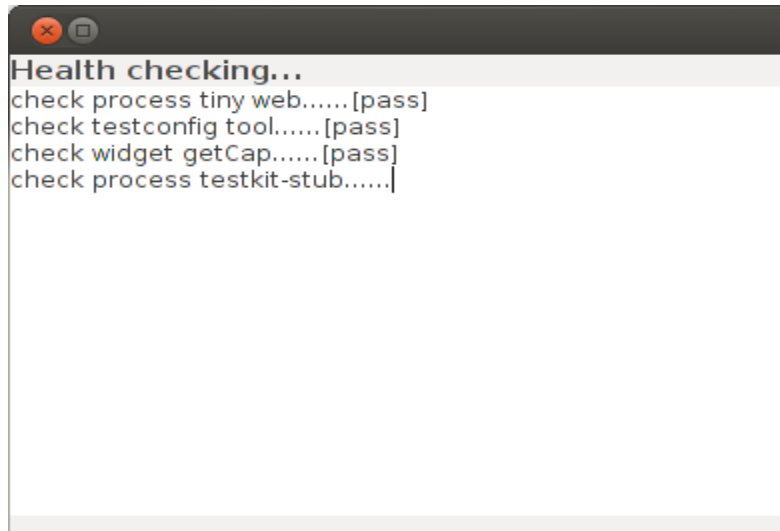 Health checking...
check process tiny web......[pass]
check testconfig tool......[pass]
check widget getCap......[pass]
check process testkit-stub......